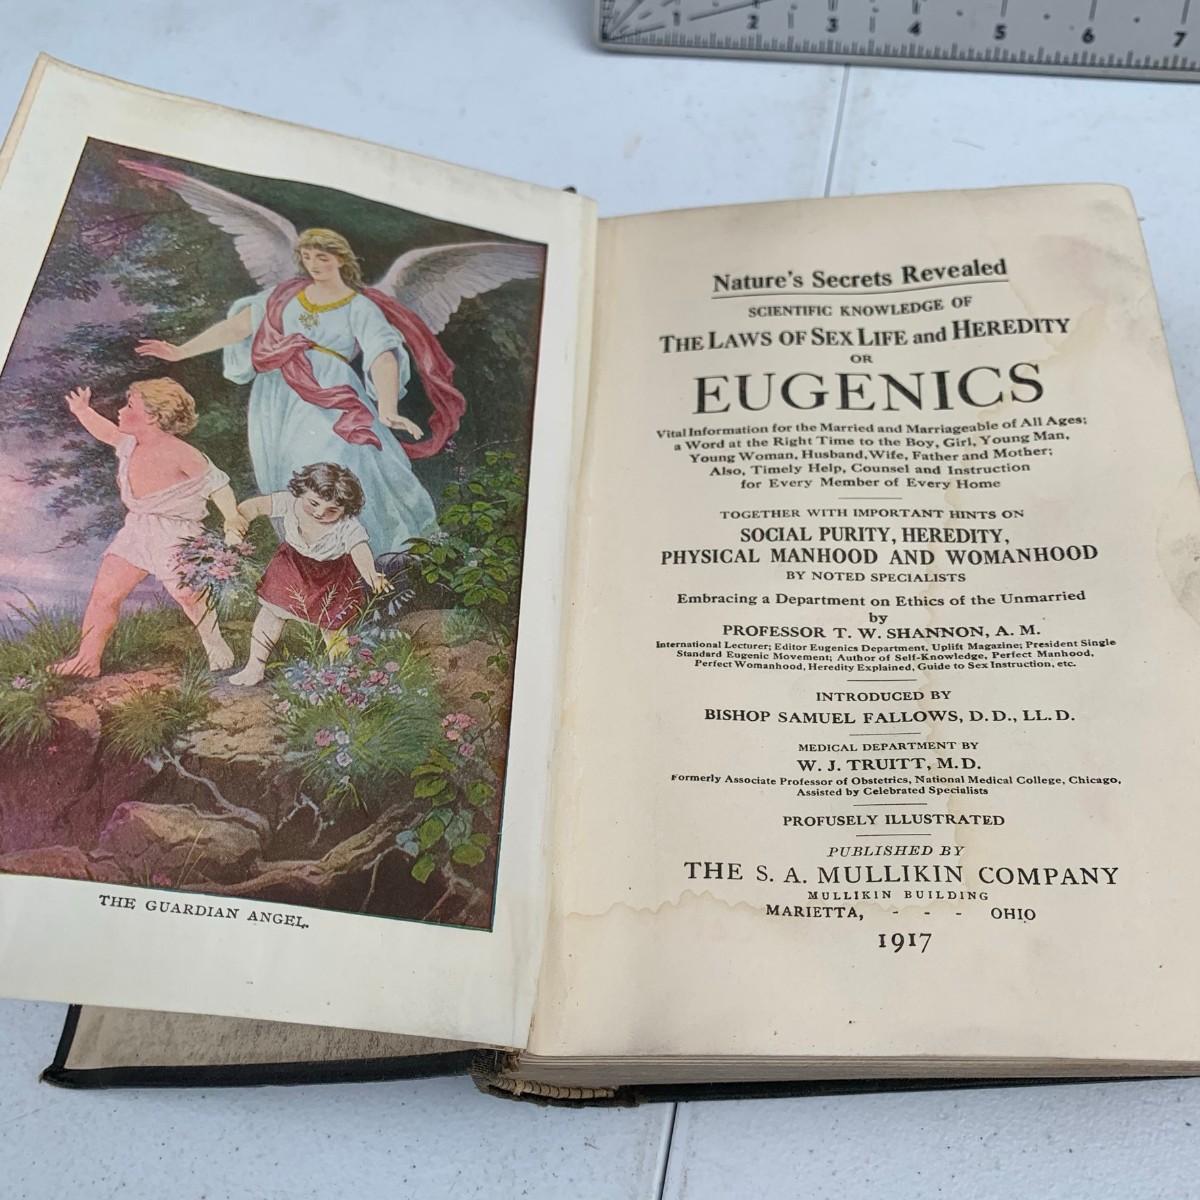 1 2 3 4 5 6 7
THE GUARDIAN ANGEL.
Nature's Secrets Revealed
SCIENTIFIC KNOWLEDGE OF
THE LAWS OF SEX LIFE and HEREDITY
OR
EUGENICS
Vital Information for the Married and Marriageable of All Ages;
a Word at the Right Time to the Boy, Girl, Young Man,
Young Woman, Husband, Wife, Father and Mother;
Also, Timely Help, Counsel and Instruction
for Every Member of Every Home
TOGETHER WITH IMPORTANT HINTS ON
SOCIAL PURITY, HEREDITY,
PHYSICAL MANHOOD AND WOMANHOOD
BY NOTED SPECIALISTS
Embracing a Department on Ethics of the Unmarried
by
PROFESSOR T. W. SHANNON, A. M.
International Lecturer; Editor Eugenics Department, Uplift Magazine; President Single
Standard Eugenic Movement; Author of Self-Knowledge, Perfect Manhood,
Perfect Womanhood, Heredity Explained, Guide to Sex Instruction, etc.
INTRODUCED BY
BISHOP SAMUEL FALLOWS, D. D., LL. D.
MEDICAL DEPARTMENT BY
W. J. TRUITT, M. D.
Formerly Associate Professor of Obstetrics, National Medical College, Chicago,
Assisted by Celebrated Specialists
PROFUSELY ILLUSTRATED
PUBLISHED BY
THE S. A. MULLIKIN COMPANY
MULLIKIN BUILDING
MARIETTA, - - - OHIO
1917